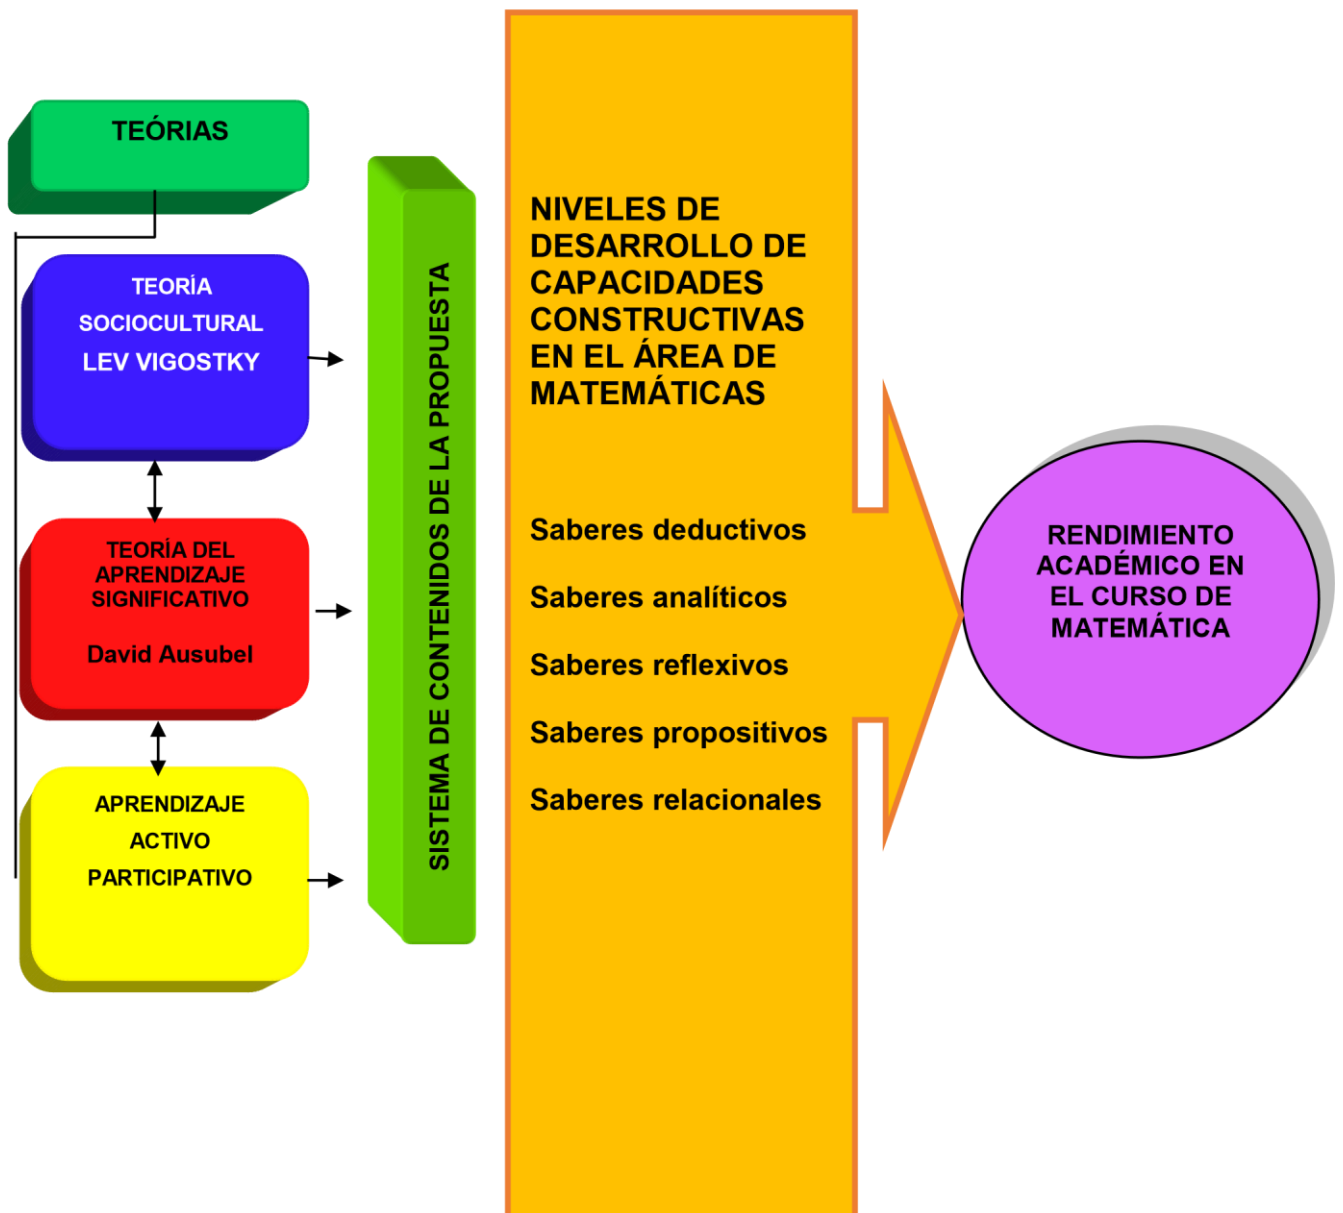 TEÓRIAS
TEORÍA
SOCIOCULTURAL
LEV VIGOSTKY
TEORÍA DEL
APRENDIZAJE
SIGNIFICATIVO
David Ausubel
APRENDIZAJE
ACTIVO
PARTICIPATIVO
SISTEMA DE CONTENIDOS DE LA PROPUESTA
NIVELES DE
DESARROLLO DE
CAPACIDADES
CONSTRUCTIVAS
EN EL ÁREA DE
MATEMÁTICAS
Saberes deductivos
Saberes analíticos
Saberes reflexivos
Saberes propositivos
Saberes relacionales
RENDIMIENTO
ACADÉMICO EN
EL CURSO DE
MATEMÁTICA